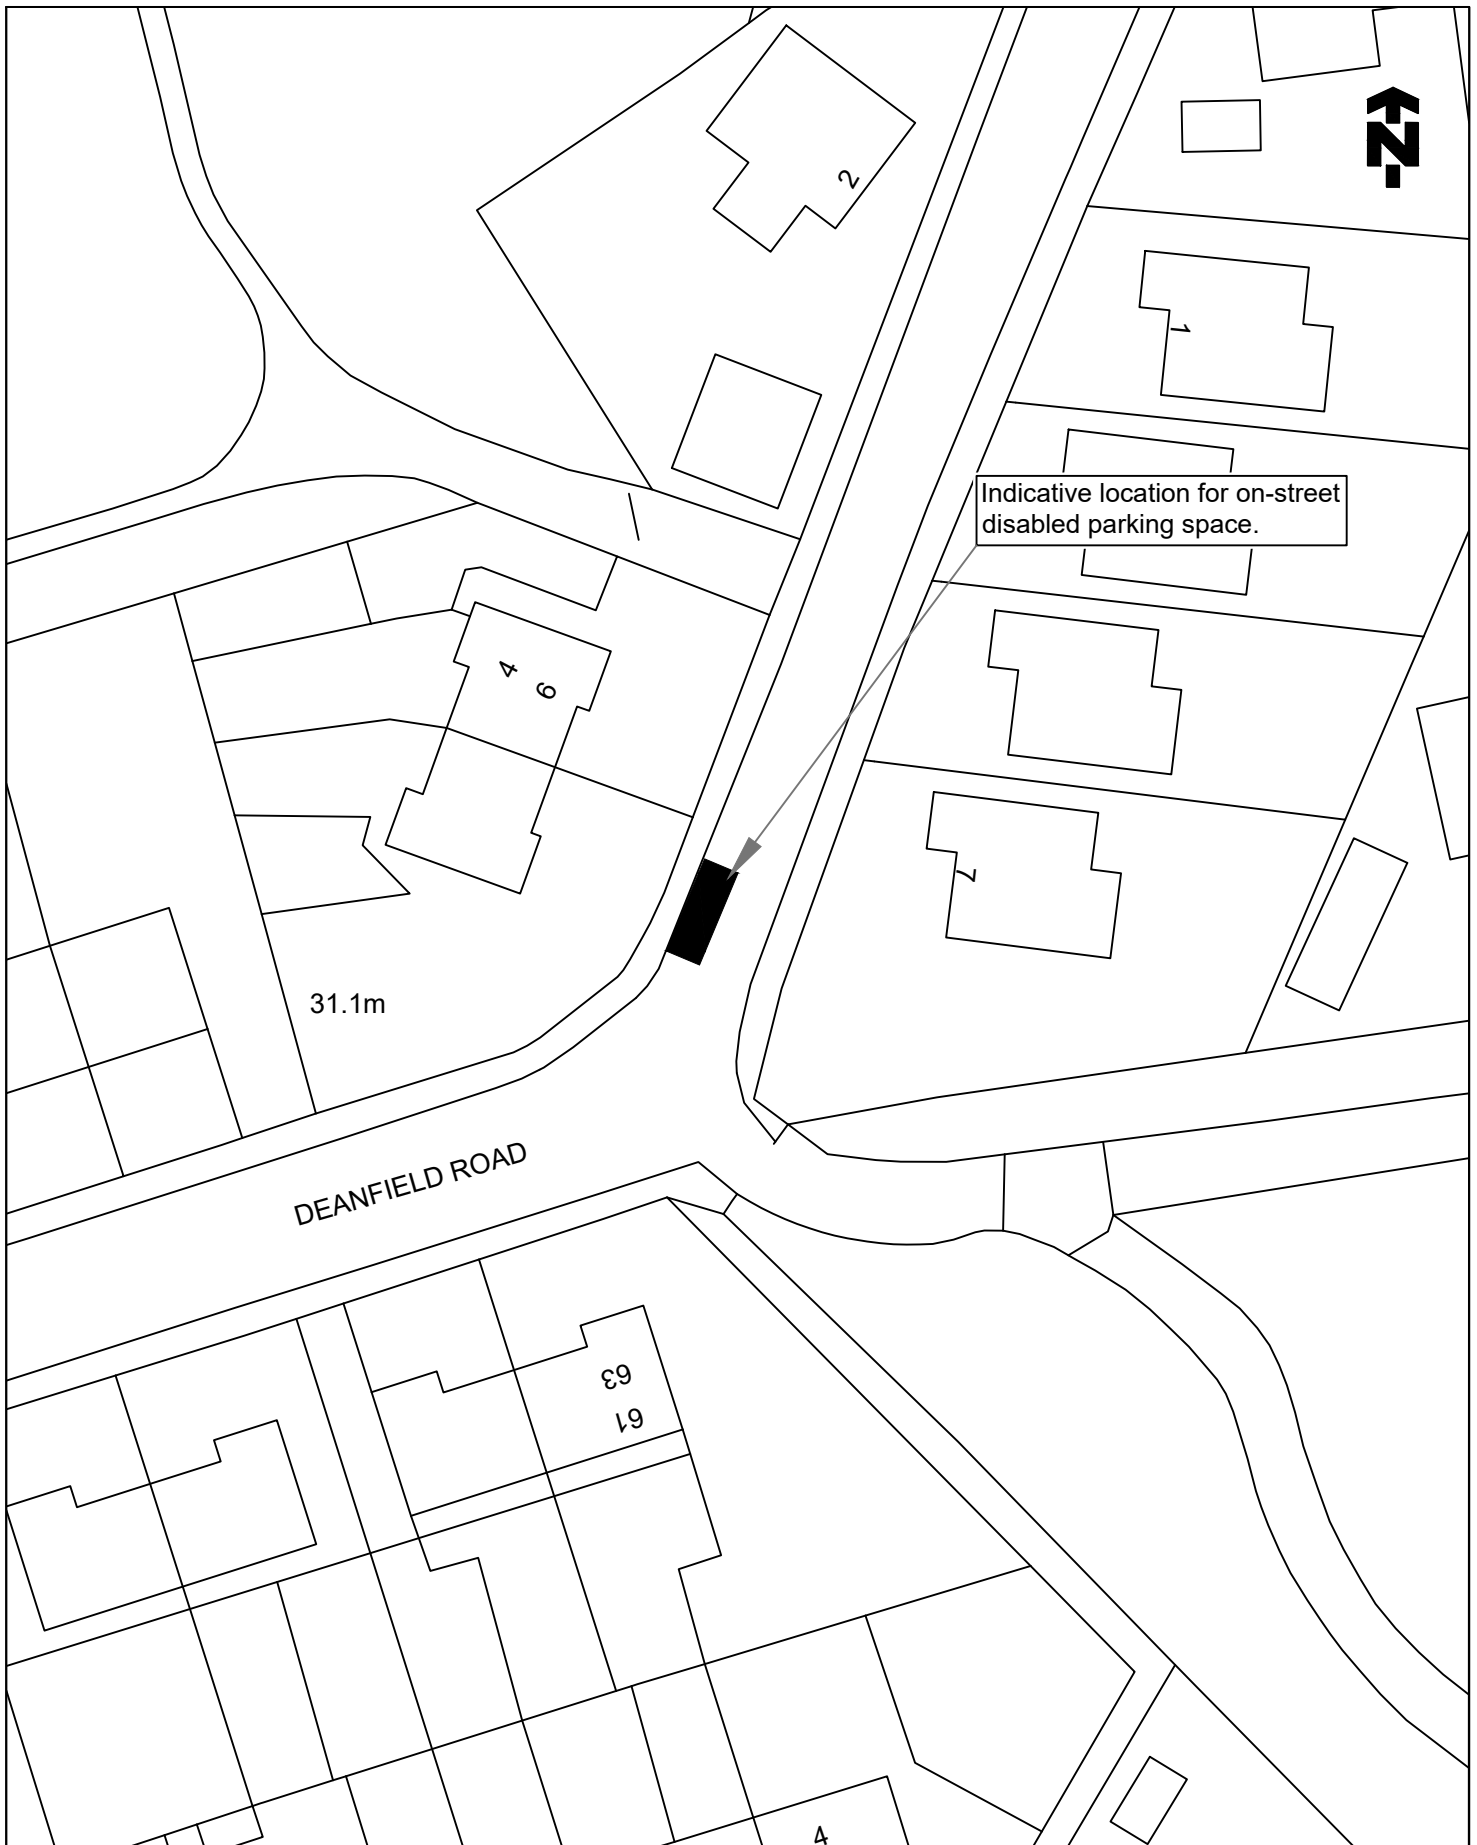 2
N
1
Indicative location for on-street
disabled parking space.
4
6
7
31.1m
DEANFIELD ROAD
63
61
4